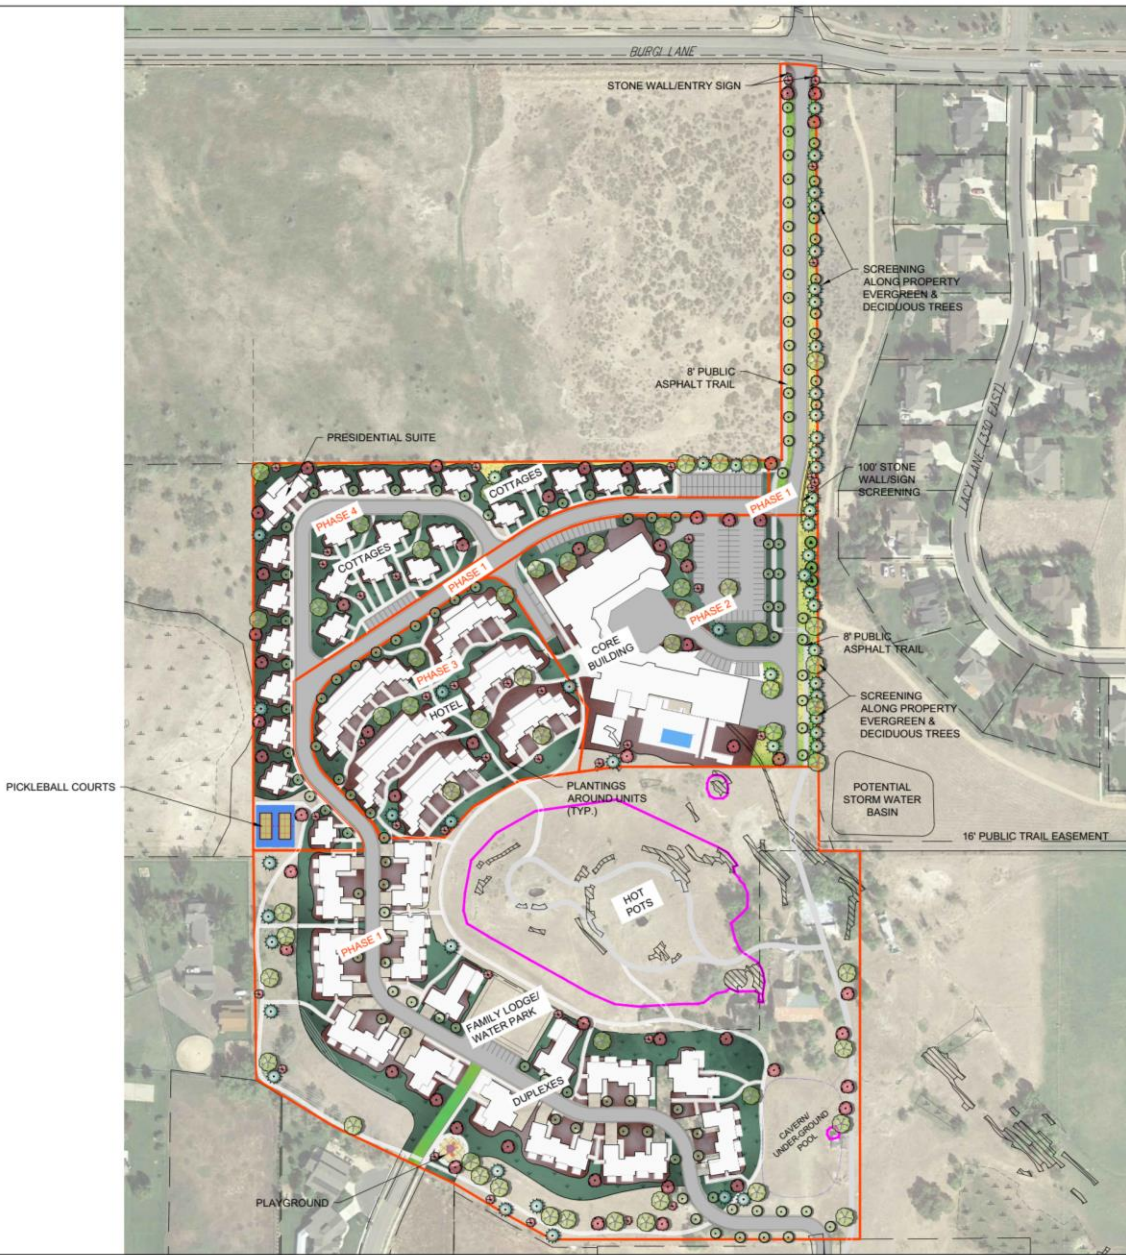 BURGI LANE
STONE WALL/ENTRY SIGN
SCREENING
ALONG PROPERTY
EVERGREEN &
DECIDUOUS TREES
8' PUBLIC
ASPHALT TRAIL
LACY LANE (330 EAST)
PRESIDENTIAL SUITE
COTTAGES
100' STONE
WALL/SIGN
SCREENING
PHASE 1
PHASE 4
COTTAGES
PHASE 1
PHASE 2
CORE
BUILDING
8' PUBLIC
ASPHALT TRAIL
PHASE 3
HOTEL
SCREENING
ALONG PROPERTY
EVERGREEN &
DECIDUOUS TREES
PICKLEBALL COURTS
PLANTINGS
AROUND UNITS
(TYP.)
POTENTIAL
STORM WATER
BASIN
16' PUBLIC TRAIL EASEMENT
HOT
POTS
PHASE 1
FAMILY LODGE/
WATER PARK
DUPLEXES
CAVERN/
UNDER-GROUND
POOL
PLAYGROUND